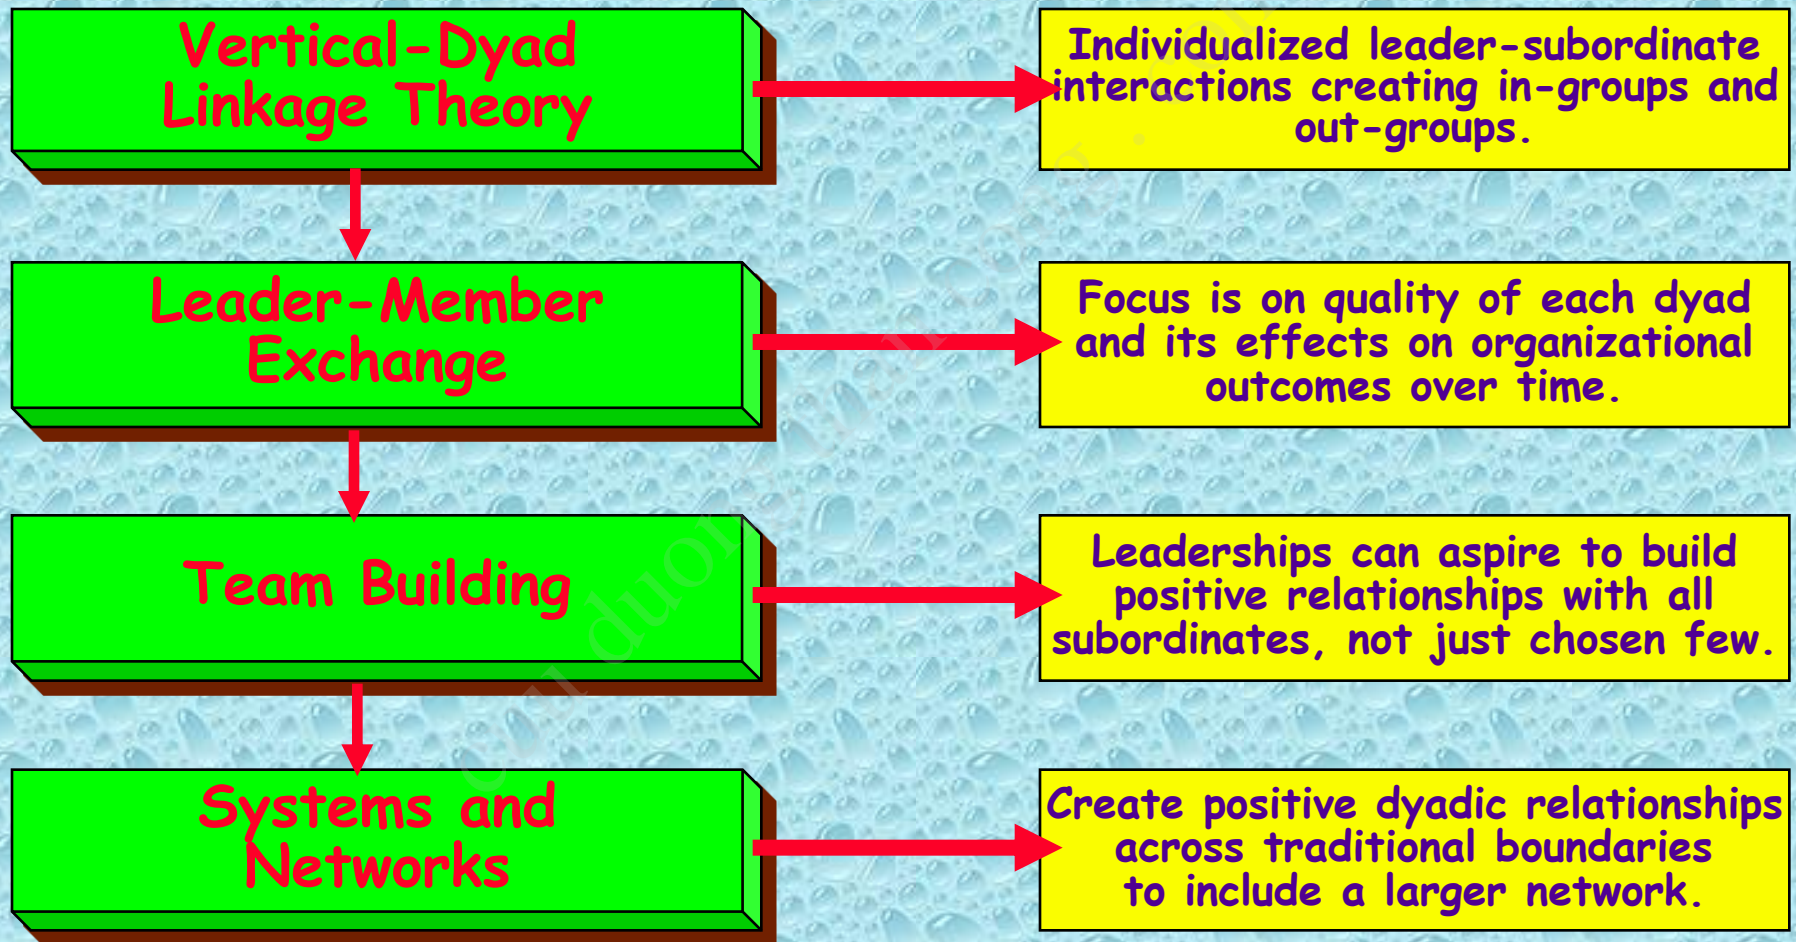 Vertical-Dyad
Linkage Theory
Individualized leader-subordinate
interactions creating in-groups and
out-groups.
Leader-Member
Exchange
Focus is on quality of each dyad
and its effects on organizational
outcomes over time.
Team Building
Leaderships can aspire to build
positive relationships with all
subordinates, not just chosen few.
Systems and
Networks
Create positive dyadic relationships
across traditional boundaries
to include a larger network.